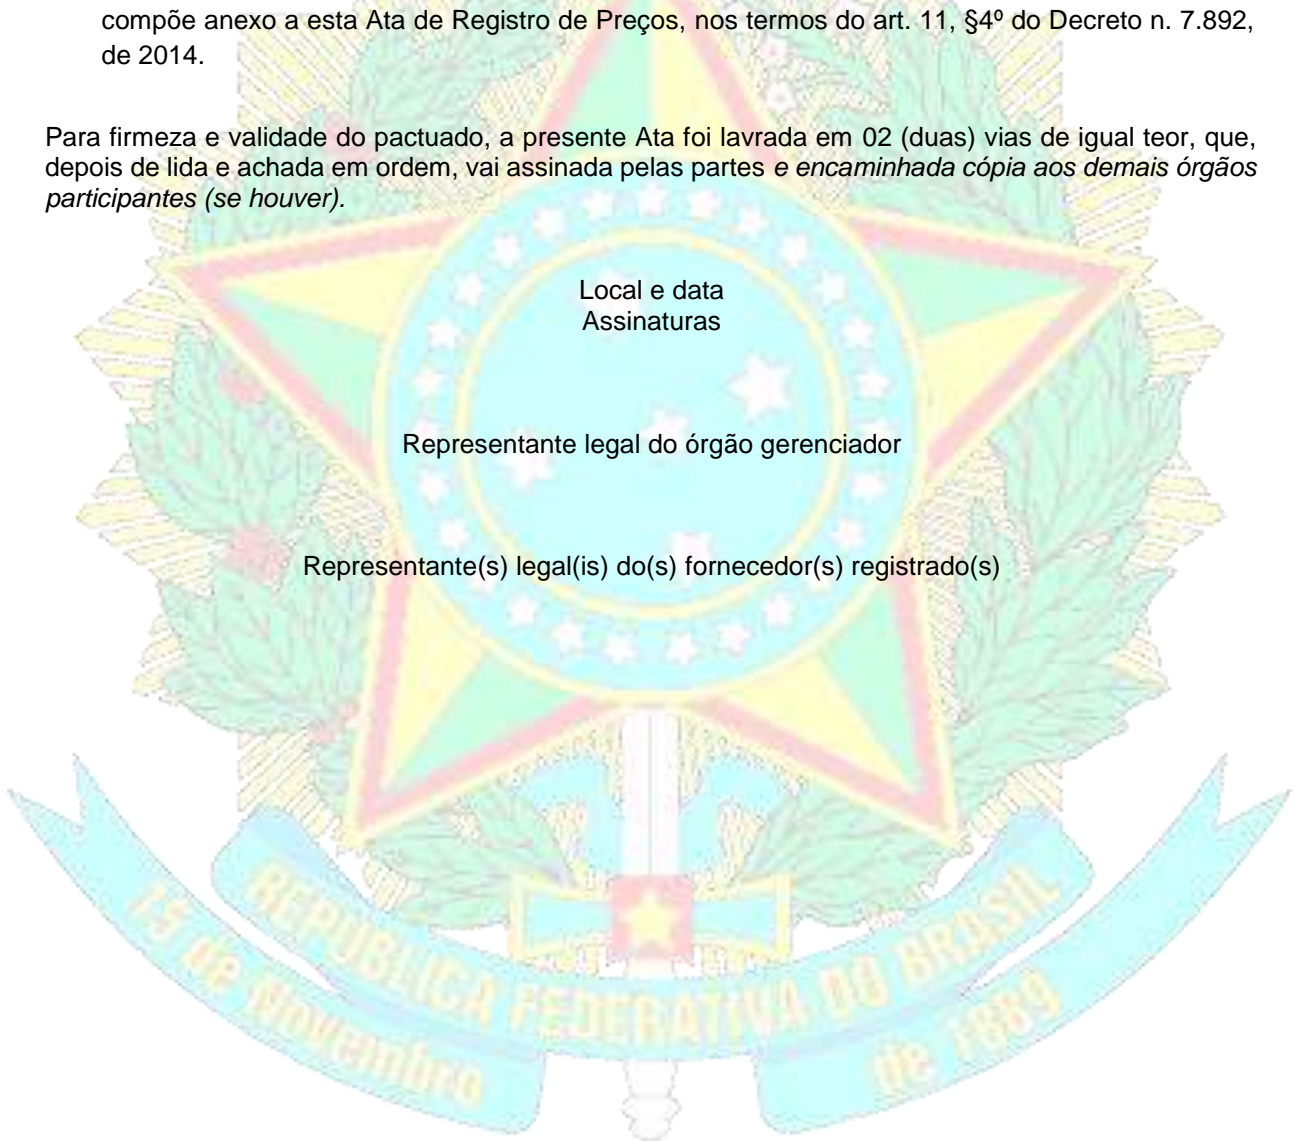 compõe anexo a esta Ata de Registro de Preços, nos termos do art. 11, §4º do Decreto n. 7.892,
de 2014.
Para firmeza e validade do pactuado, a presente Ata foi lavrada em 02 (duas) vias de igual teor, que,
depois de lida e achada em ordem, vai assinada pelas partes e encaminhada cópia aos demais órgãos
participantes (se houver).
Local e data
Assinaturas
Representante legal do órgão gerenciador
Representante(s) legal(is) do(s) fornecedor(s) registrado(s)
REPÚBLICA FEDERATIVA DO BRASIL
15 de Novembro
de 1889